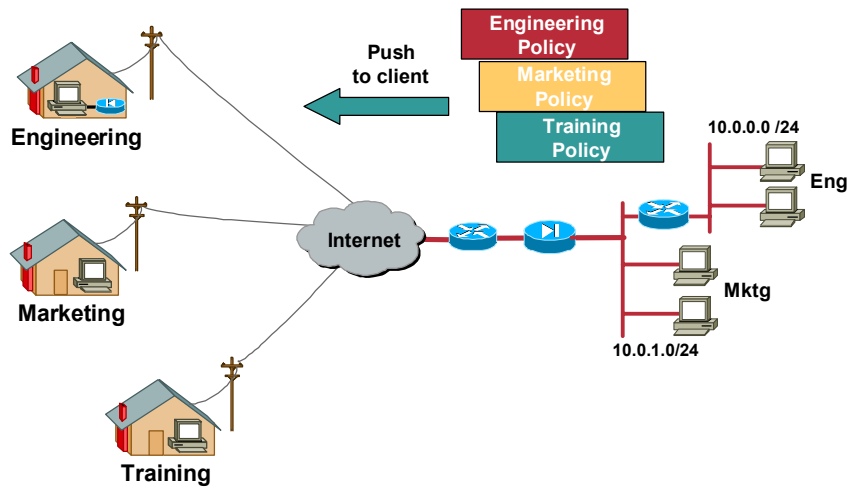 Engineering
Policy
Push
to client
Marketing
Policy
Training
Policy
10.0.0.0 /24
Engineering
Eng
Internet
Marketing
Mktg
10.0.1.0/24
Training